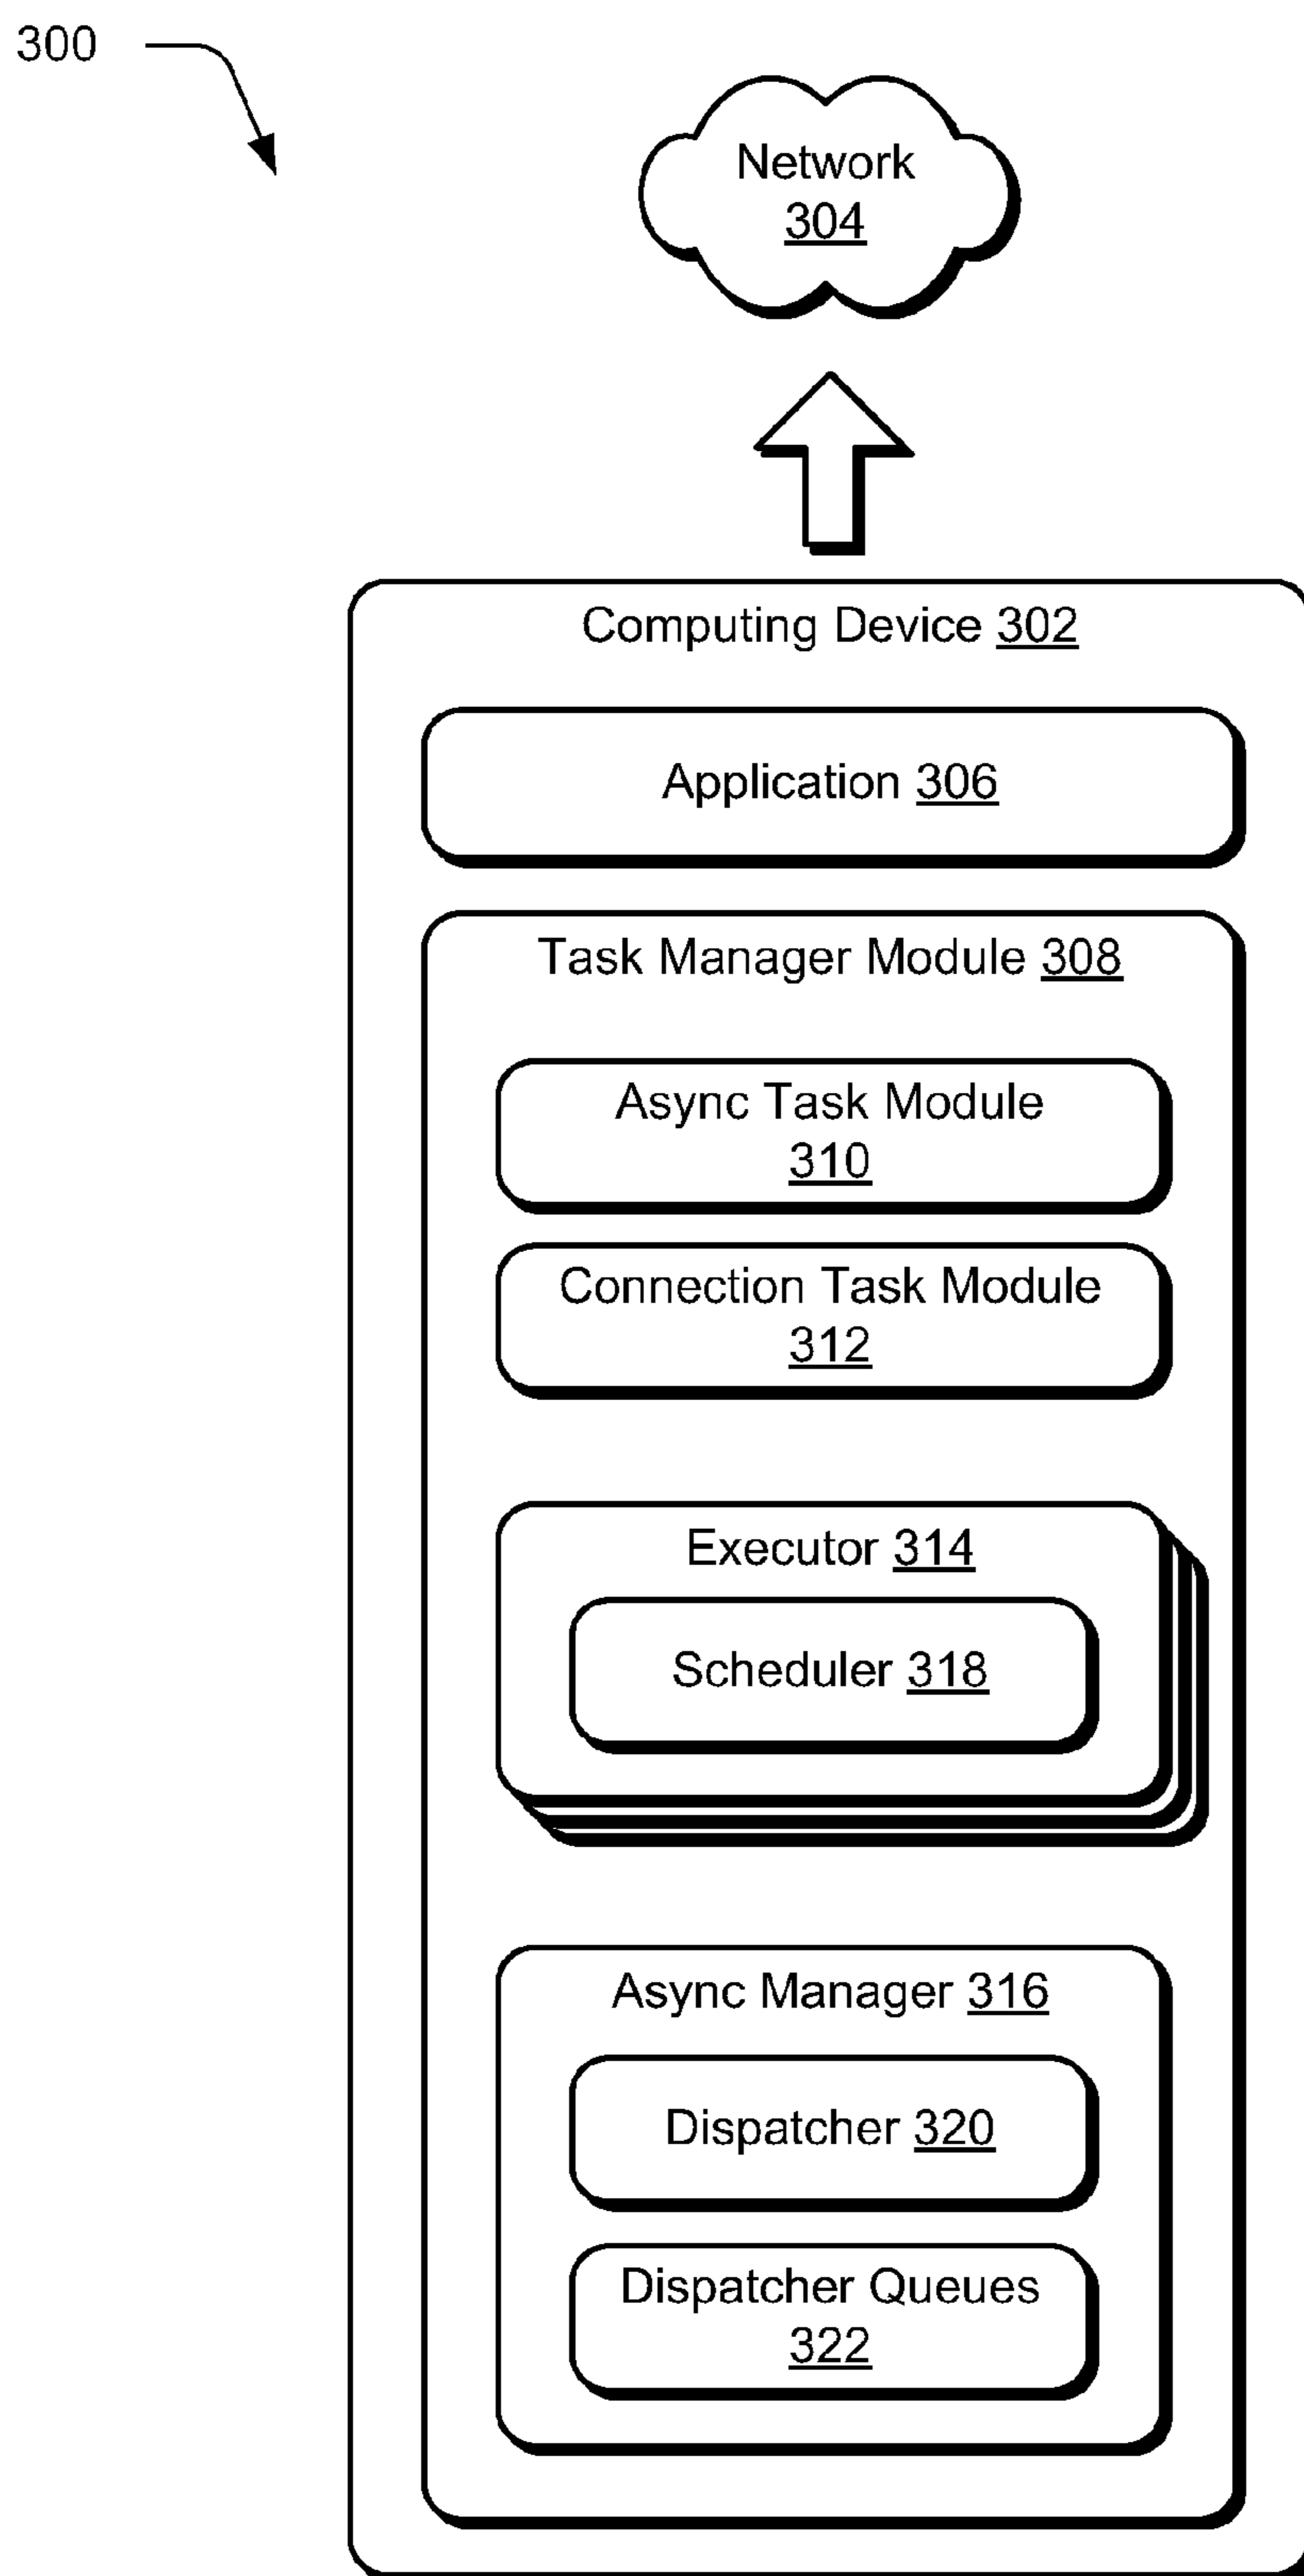 300
Network
304
Computing Device 302
Application 306
Task Manager Module 308
Async Task Module
310
Connection Task Module
312
Executor 314
Scheduler 318
Async Manager 316
Dispatcher 320
Dispatcher Queues
322